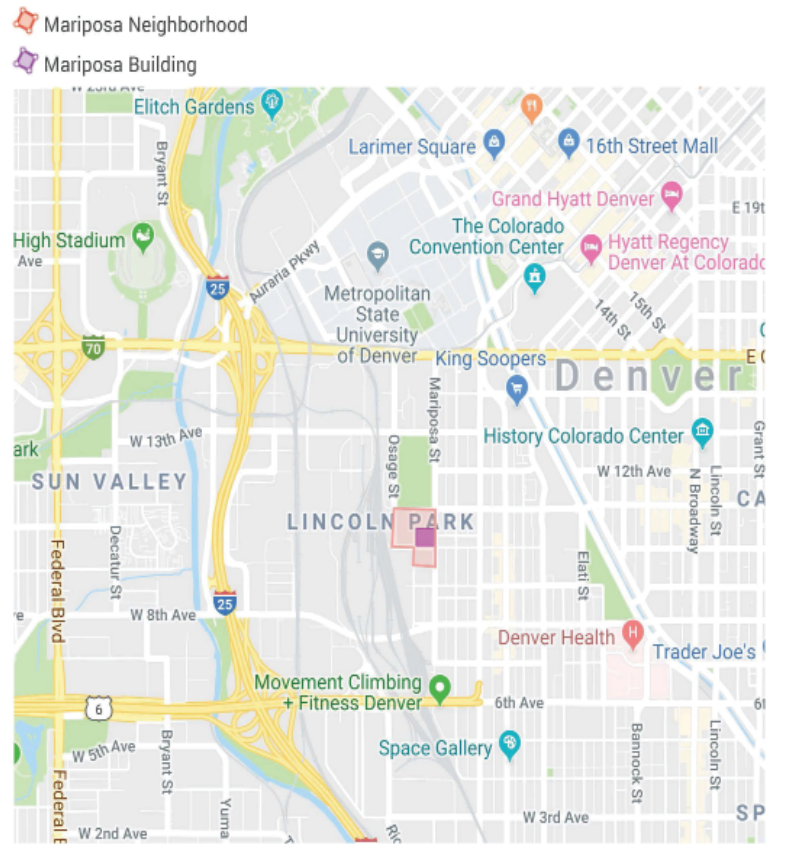 Mariposa Neighborhood
Mariposa Building
Elitch Gardens
Larimer Square
16th Street Mall
Bryant St
Grand Hyatt Denver
E 19t
The Colorado
Convention Center
High Stadium
Ave
Hyatt Regency
Denver At Colorado
25
Auraria Pkwy
Metropolitan
State
University
of Denver
14th St
15th St
70
King Soopers
Denver
Mariposa St
ark
W 13th Ave
Osage St
History Colorado Center
Grant St
W 12th Ave
SUN VALLEY
N Broadway
Lincoln St
CA
LINCOLN PARK
Decatur St
Federal Blvd
Elati St
25
W 8th Ave
Denver Health
Trader Joe's
Movement Climbing
+ Fitness Denver
6
6th Ave
Space Gallery
W 5th Ave
Bryant St
Bannock St
Lincoln St
Federal
Yuma
W 3rd Ave
SP
W 2nd Ave